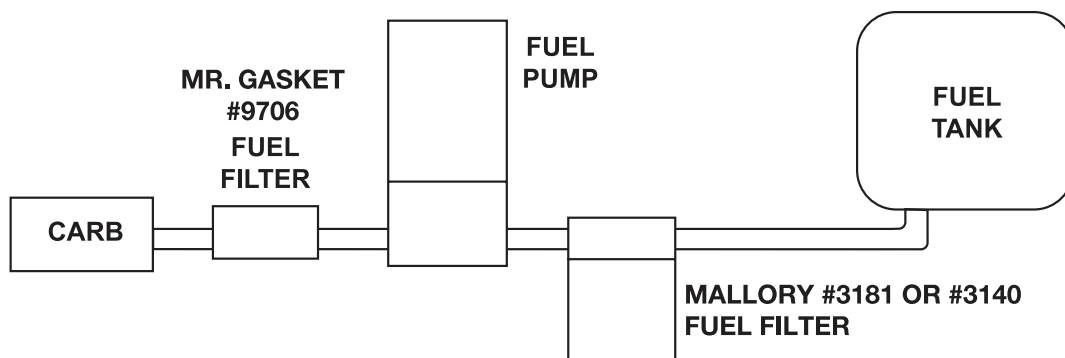 MR. GASKET
#9706
FUEL
FILTER
FUEL
PUMP
FUEL
TANK
CARB
MALLORY #3181 OR #3140
FUEL FILTER